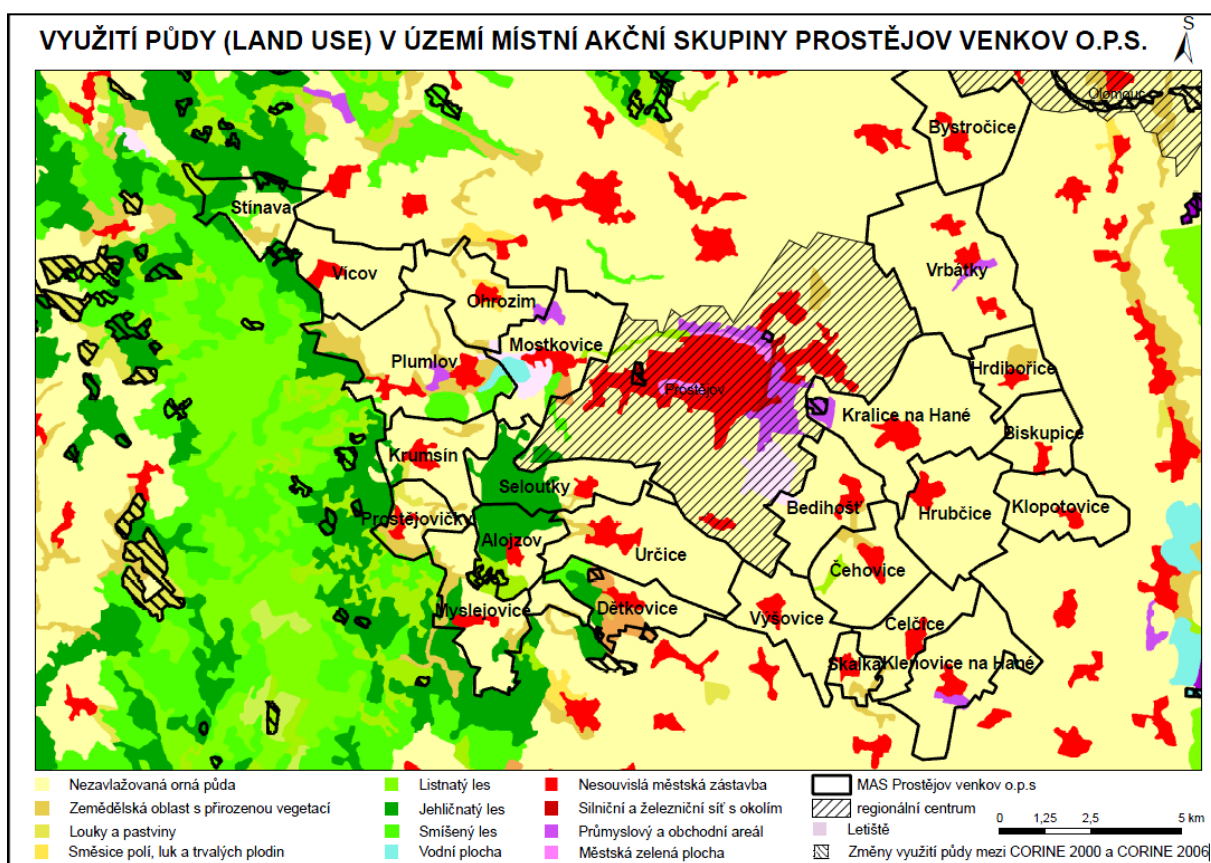 VYUŽITÍ PŮDY (LAND USE) V ÚZEMÍ MÍSTNÍ AKČNÍ SKUPINY PROSTĚJOV VENKOV O.P.S.
S
Olomouc
Bystročice
Stínava
Vrbátky
Vícov
Ohrozim
Mostkovice
Plumlov
Hrdibořice
Prostějov
Kralice na Hané
Biskupice
Krumsín
Seloutky
Bedihošť
Hrubčice
Klopotovice
Prostějovičky
Alojzov
Určice
Čehovice
Myslejovice
Dětkovice
Výšovice
Čelčice
Skalka
Klenovice na Hané
Nezavlažovaná orná půda
Zemědělská oblast s přirozenou vegetací
Louky a pastviny
Směsice polí, luk a trvalých plodin
Listnatý les
Jehličnatý les
Smíšený les
Vodní plocha
Nesouvislá městská zástavba
Silniční a železniční síť s okolím
Průmyslový a obchodní areál
Městská zelená plocha
MAS Prostějov venkov o.p.s
regionální centrum
Letiště
Změny využití půdy mezi CORINE 2000 a CORINE 2006
0 1,25 2,5 5 km